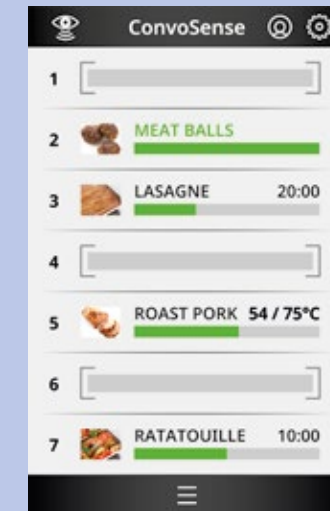 ConvoSense
1
2 MEAT BALLS
3 LASAGNE 20:00
4
5 ROAST PORK 54 / 75°C
6
7 RATATOUILLE 10:00